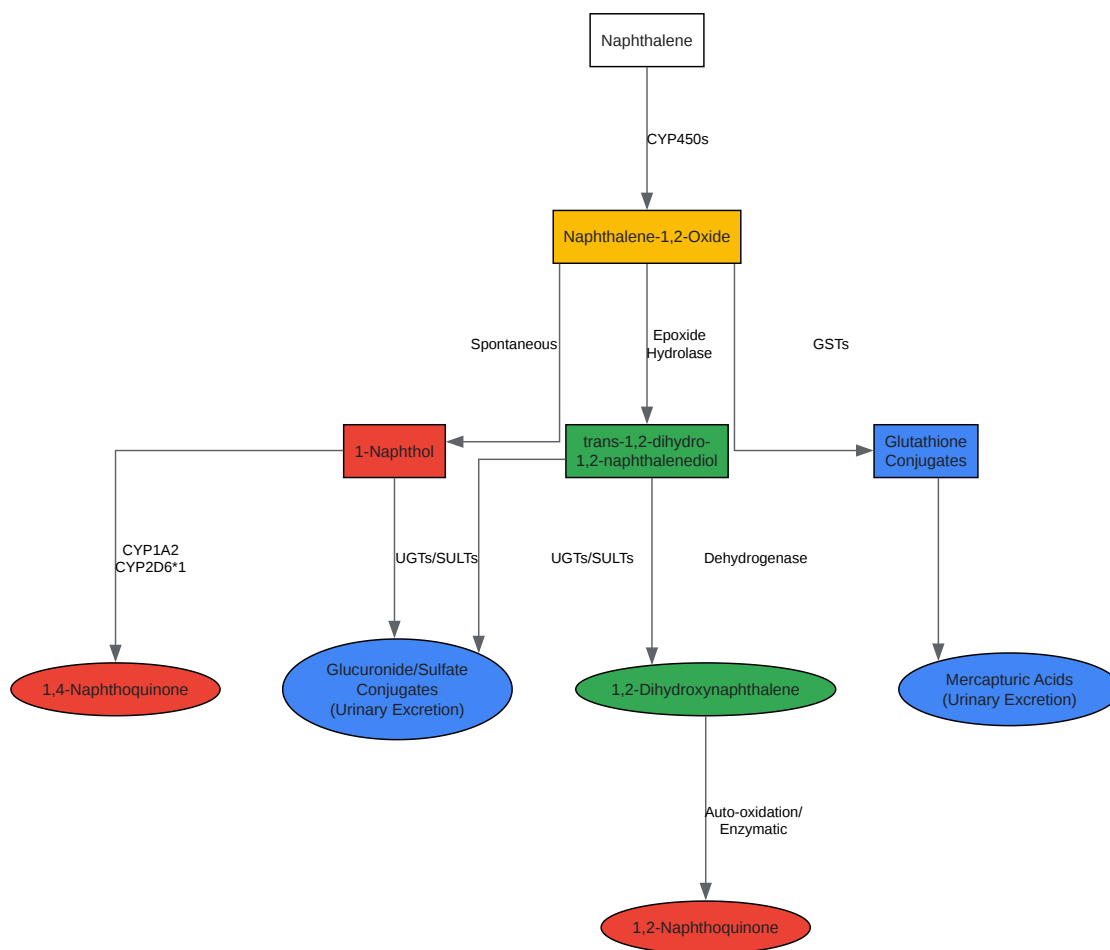 Naphthalene
CYP450s
Naphthalene-1,2-Oxide
Spontaneous
Epoxide
Hydrolase
GSTs
1-Naphthol
trans-1,2-dihydro-
1,2-naphthalenediol
Glutathione
Conjugates
CYP1A2
CYP2D6*1
UGTs/SULTs
UGTs/SULTs
Dehydrogenase
1,4-Naphthoquinone
Glucuronide/Sulfate
Conjugates
(Urinary Excretion)
1,2-Dihydroxynaphthalene
Mercapturic Acids
(Urinary Excretion)
Auto-oxidation/
Enzymatic
1,2-Naphthoquinone